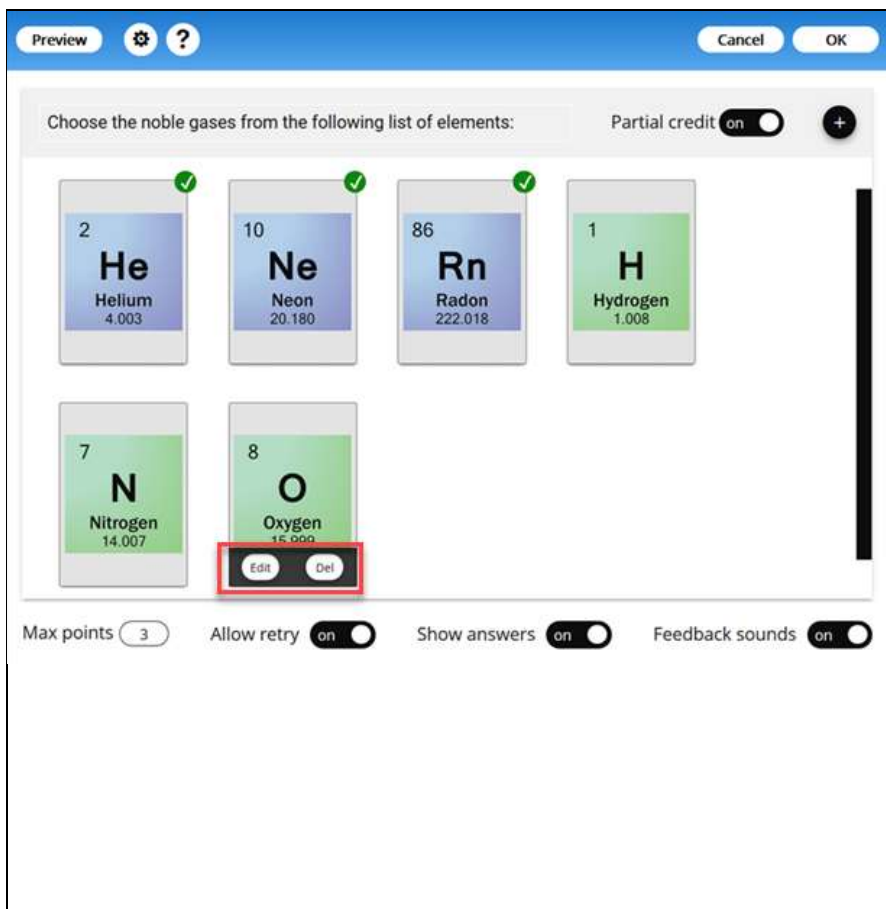 Preview ? Cancel OK
Choose the noble gases from the following list of elements: Partial credit on +
2 10 86 1
He Ne Rn H
Helium Neon Radon Hydrogen
4.003 20.180 222.018 1.008
7 8
N O
Nitrogen Oxygen
14.007 15.999
Edit Del
Max points 3 Allow retry on Show answers on Feedback sounds on